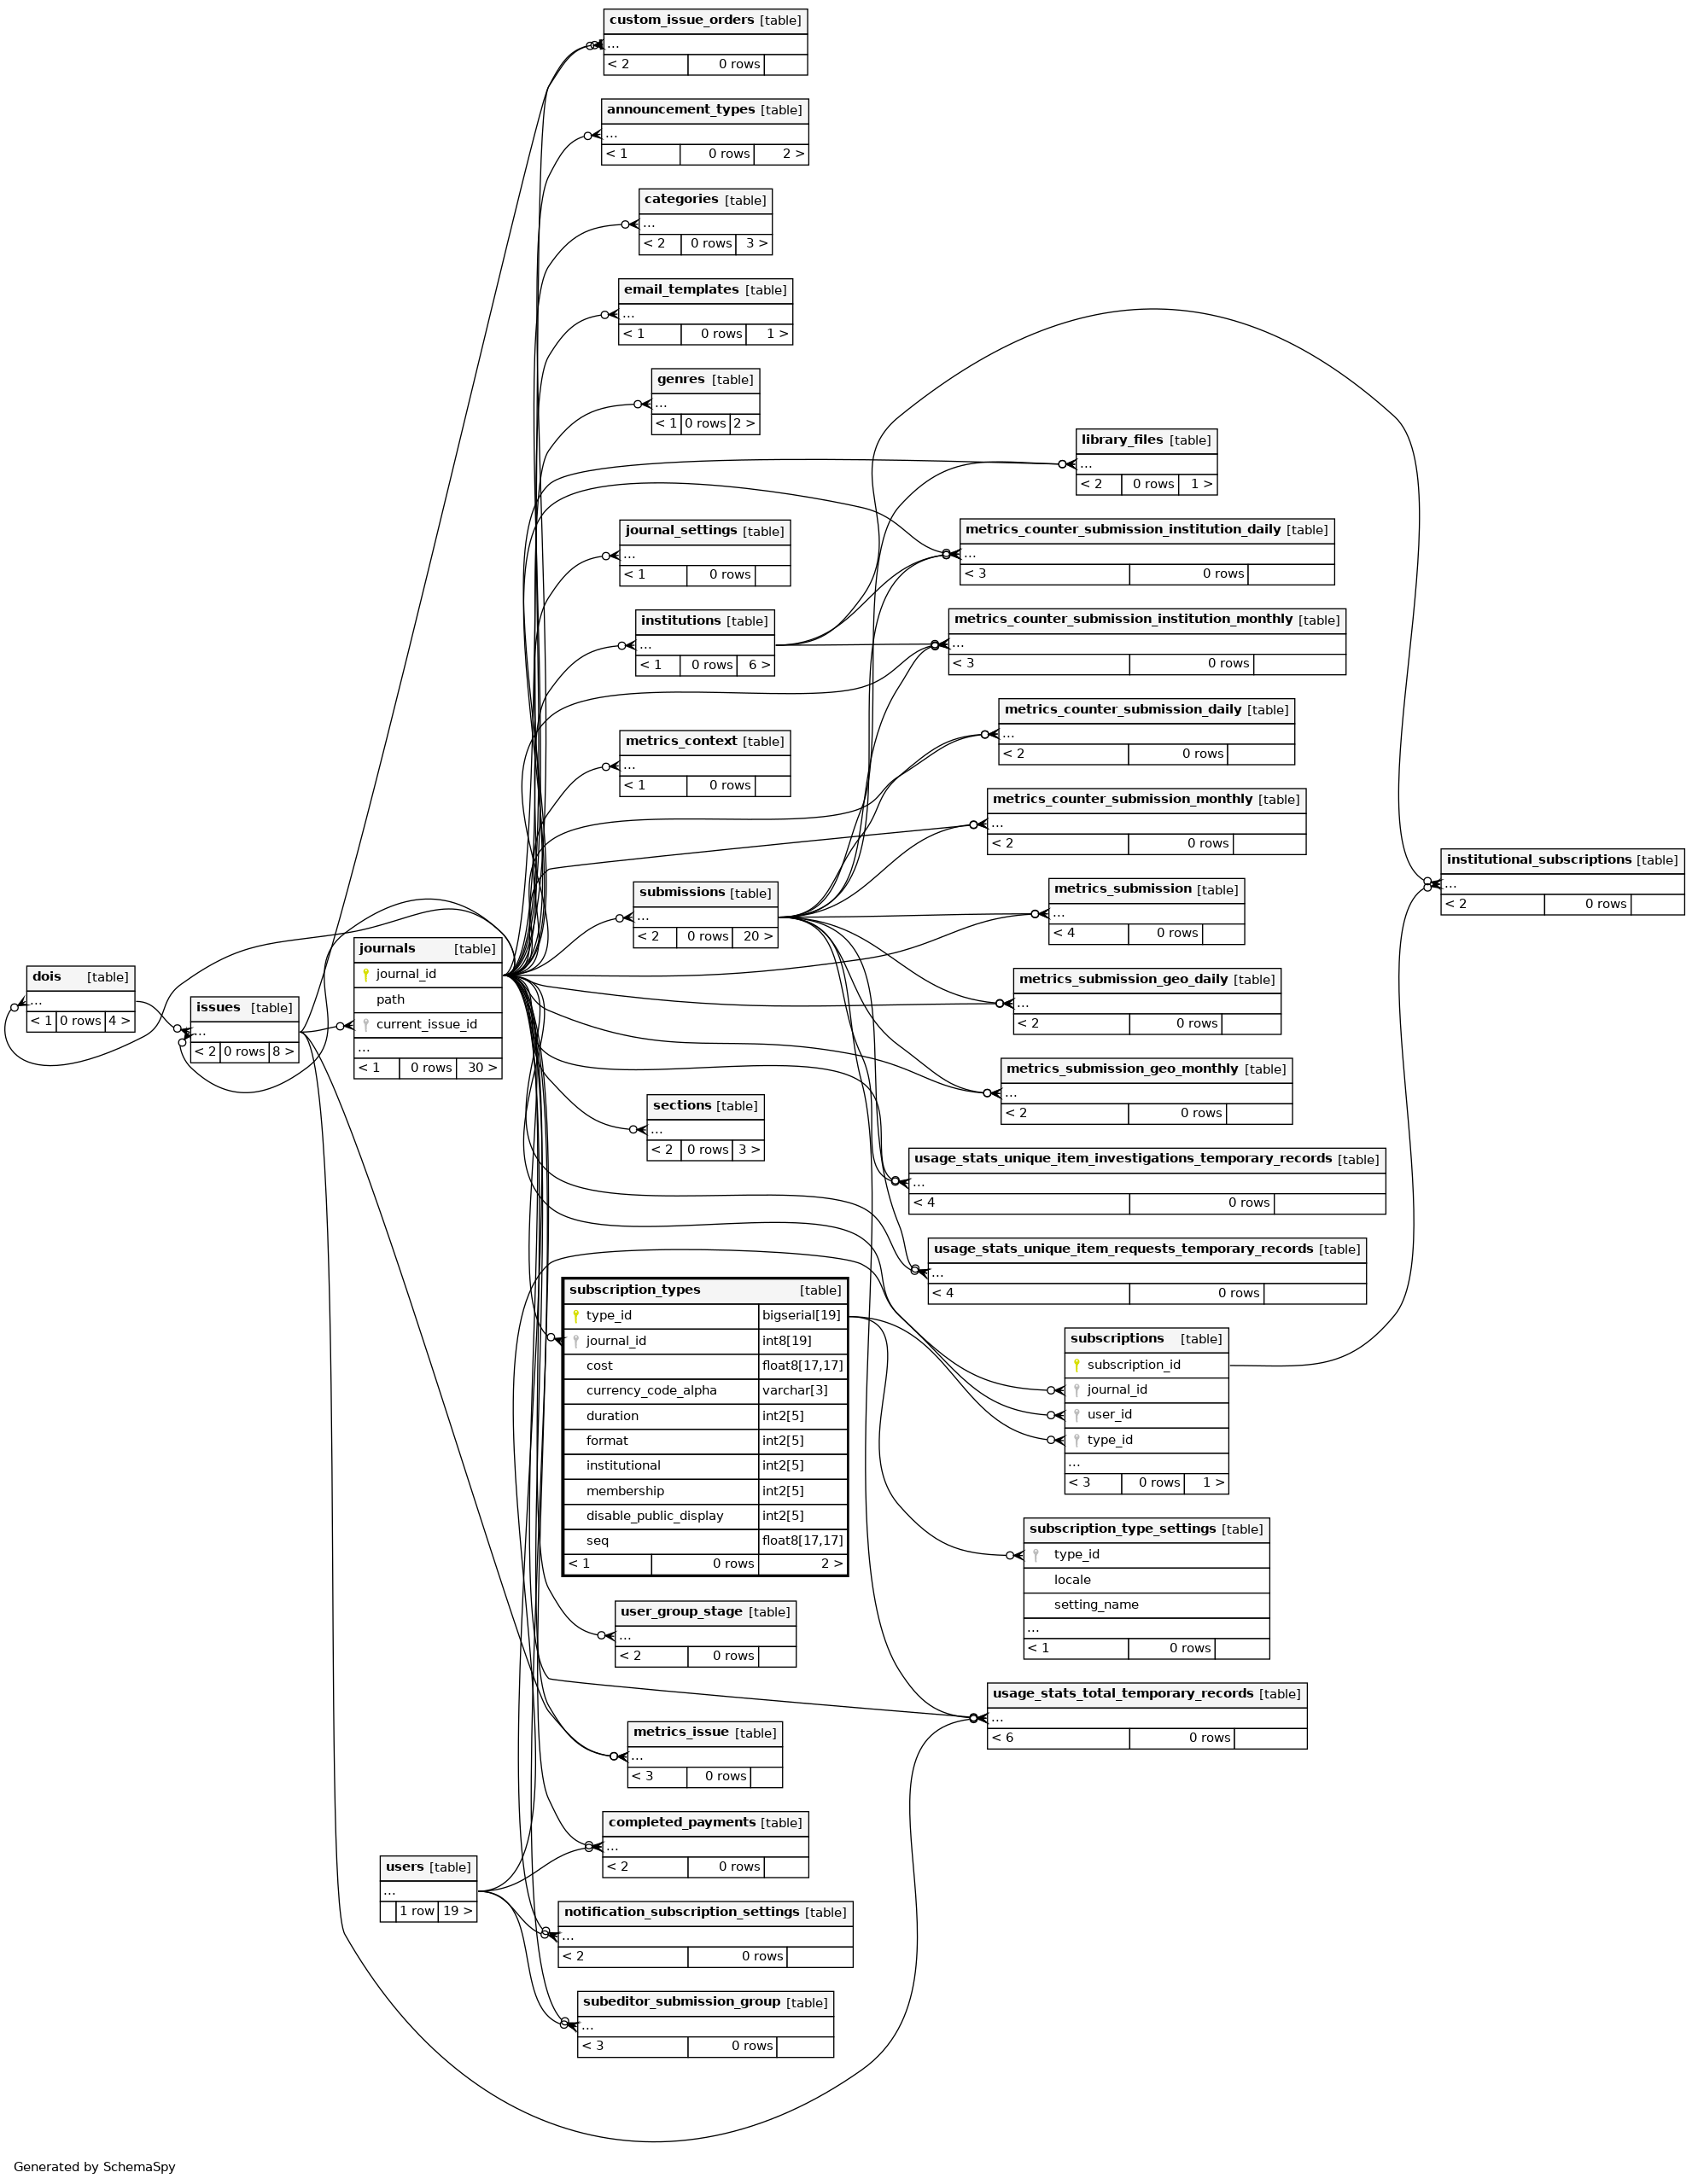 custom_issue_orders [table]
...
< 2 0 rows
announcement_types [table]
...
< 1 0 rows 2 >
categories [table]
...
< 2 0 rows 3 >
email_templates [table]
...
< 1 0 rows 1 >
genres [table]
...
< 1 0 rows 2 >
library_files [table]
...
< 2 0 rows 1 >
journal_settings [table]
...
< 1 0 rows
metrics_counter_submission_institution_daily [table]
...
< 3 0 rows
institutions [table]
...
< 1 0 rows 6 >
metrics_counter_submission_institution_monthly [table]
...
< 3 0 rows
metrics_counter_submission_daily [table]
...
< 2 0 rows
metrics_context [table]
...
< 1 0 rows
metrics_counter_submission_monthly [table]
...
< 2 0 rows
institutional_subscriptions [table]
...
< 2 0 rows
submissions [table]
...
< 2 0 rows 20 >
metrics_submission [table]
...
< 4 0 rows
dois [table]
...
< 1 0 rows 4 >
issues [table]
...
< 2 0 rows 8 >
journals [table]
journal_id
path
current_issue_id
...
< 1 0 rows 30 >
metrics_submission_geo_daily [table]
...
< 2 0 rows
metrics_submission_geo_monthly [table]
...
< 2 0 rows
sections [table]
...
< 2 0 rows 3 >
usage_stats_unique_item_investigations_temporary_records [table]
...
< 4 0 rows
usage_stats_unique_item_requests_temporary_records [table]
...
< 4 0 rows
subscription_types [table]
type_id bigserial[19]
journal_id int8[19]
cost float8[17,17]
currency_code_alpha varchar[3]
duration int2[5]
format int2[5]
institutional int2[5]
membership int2[5]
disable_public_display int2[5]
seq float8[17,17]
< 1 0 rows 2 >
subscriptions [table]
subscription_id
journal_id
user_id
type_id
...
< 3 0 rows 1 >
subscription_type_settings [table]
type_id
locale
setting_name
...
< 1 0 rows
user_group_stage [table]
...
< 2 0 rows
usage_stats_total_temporary_records [table]
...
< 6 0 rows
metrics_issue [table]
...
< 3 0 rows
completed_payments [table]
...
< 2 0 rows
users [table]
...
1 row 19 >
notification_subscription_settings [table]
...
< 2 0 rows
subeditor_submission_group [table]
...
< 3 0 rows
Generated by SchemaSpy